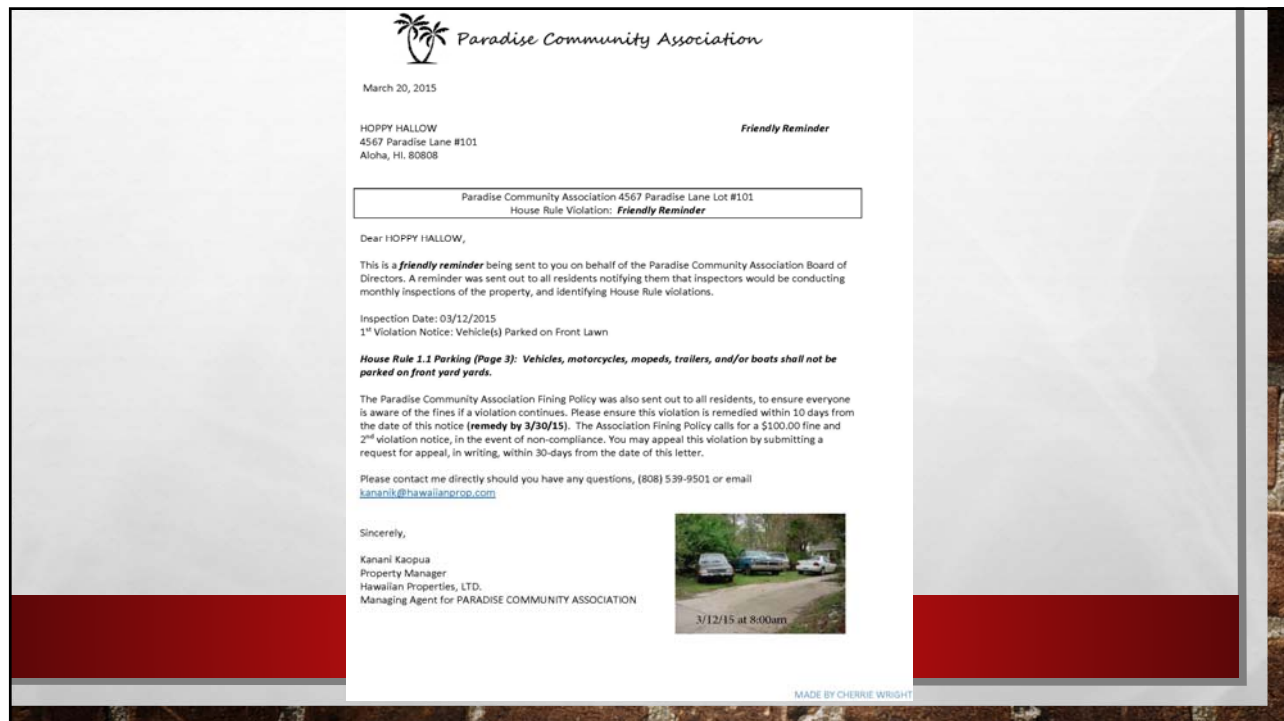 Paradise Community Association
March 20, 2015
HOPPY HALLOW
Friendly Reminder
4567 Paradise Lane #101
Aloha, HI. 80808
Paradise Community Association 4567 Paradise Lane Lot #101
House Rule Violation: Friendly Reminder
Dear HOPPY HALLOW,
This is a friendly reminder being sent to you on behalf of the Paradise Community Association Board of
Directors. A reminder was sent out to all residents notifying them that inspectors would be conducting
monthly inspections of the property, and identifying House Rule violations.
Inspection Date: 03/12/2015
1st Violation Notice: Vehicle(s) Parked on Front Lawn
House Rule 1.1 Parking (Page 3): Vehicles, motorcycles, mopeds, trailers, and/or boats shall not be
parked on front yard yards.
The Paradise Community Association Fining Policy was also sent out to all residents, to ensure everyone
is aware of the fines if a violation continues. Please ensure this violation is remedied within 10 days from
the date of this notice (remedy by 3/30/15). The Association Fining Policy calls for a $100.00 fine and
2nd violation notice, in the event of non-compliance. You may appeal this violation by submitting a
request for appeal, in writing, within 30-days from the date of this letter.
Please contact me directly should you have any questions, (808) 539-9501 or email
kananik@hawaiianprop.com
Sincerely,
Kanani Kaopua
Property Manager
Hawaiian Properties, LTD.
Managing Agent for PARADISE COMMUNITY ASSOCIATION
3/12/15 at 8:00am
MADE BY CHERRIE WRIGHT